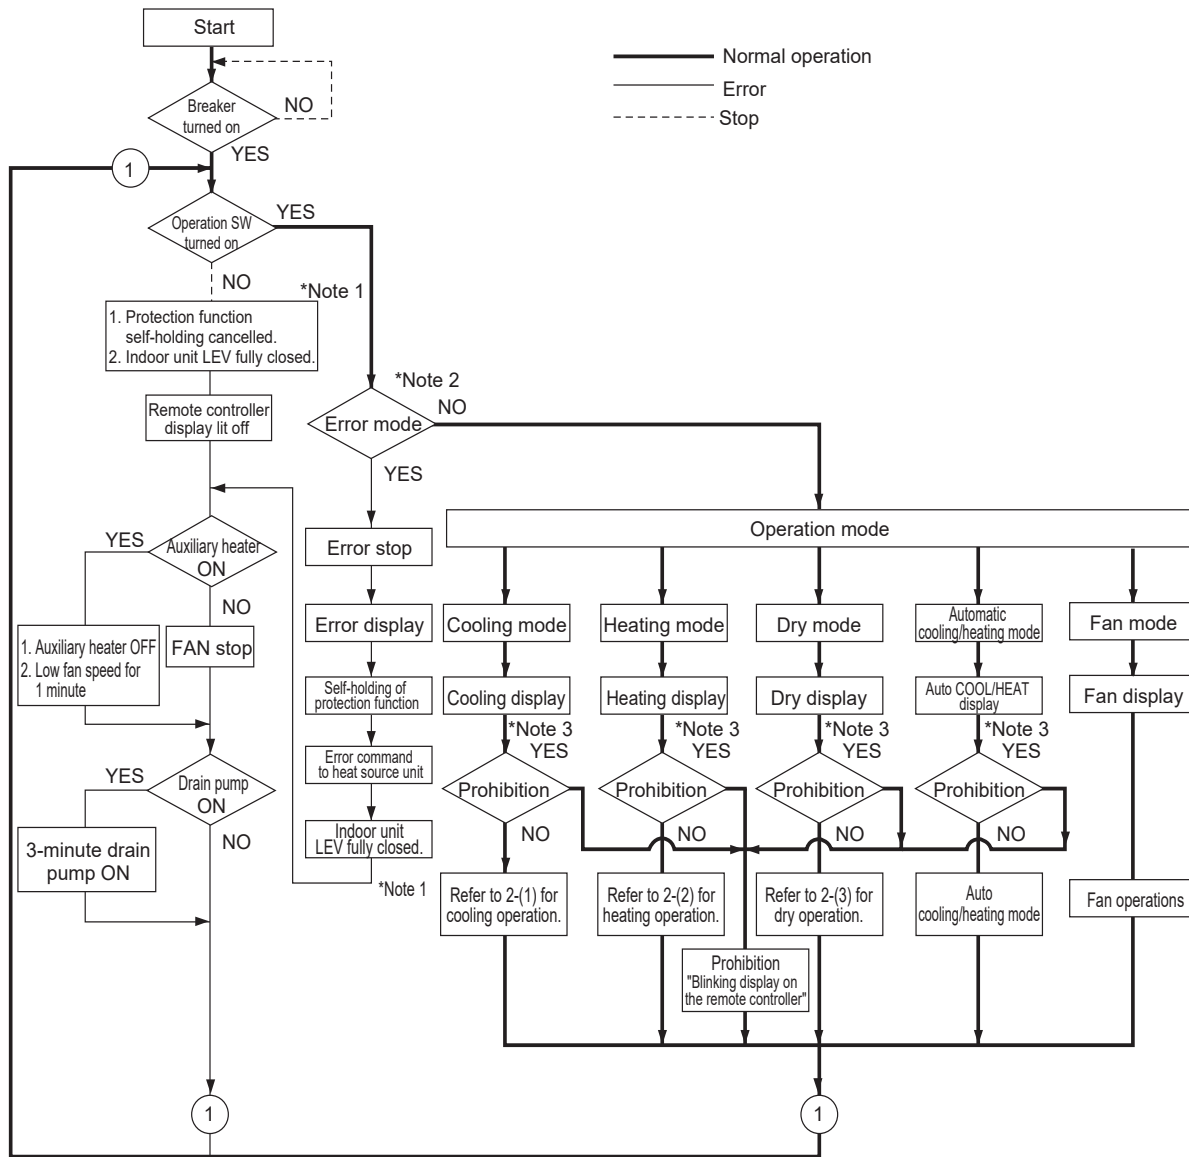 Start
Normal operation
Error
Stop
Breaker
turned on
NO
YES
1
Operation SW
turned on
YES
NO
*Note 1
1. Protection function
self-holding cancelled.
2. Indoor unit LEV fully closed.
Remote controller
display lit off
*Note 2
Error mode
NO
YES
Auxiliary heater
ON
YES
NO
1. Auxiliary heater OFF
2. Low fan speed for
1 minute
FAN stop
Drain pump
ON
YES
NO
3-minute drain
pump ON
Error stop
Error display
Self-holding of
protection function
Error command
to heat source unit
Indoor unit
LEV fully closed.
*Note 1
Operation mode
Cooling mode
Heating mode
Dry mode
Automatic
cooling/heating mode
Fan mode
Cooling display
Heating display
Dry display
Auto COOL/HEAT
display
Fan display
*Note 3
YES
*Note 3
YES
*Note 3
YES
*Note 3
YES
Prohibition
Prohibition
Prohibition
Prohibition
NO
NO
NO
NO
Refer to 2-(1) for
cooling operation.
Refer to 2-(2) for
heating operation.
Refer to 2-(3) for
dry operation.
Auto
cooling/heating mode
Fan operations
Prohibition
"Blinking display on
the remote controller"
1
1